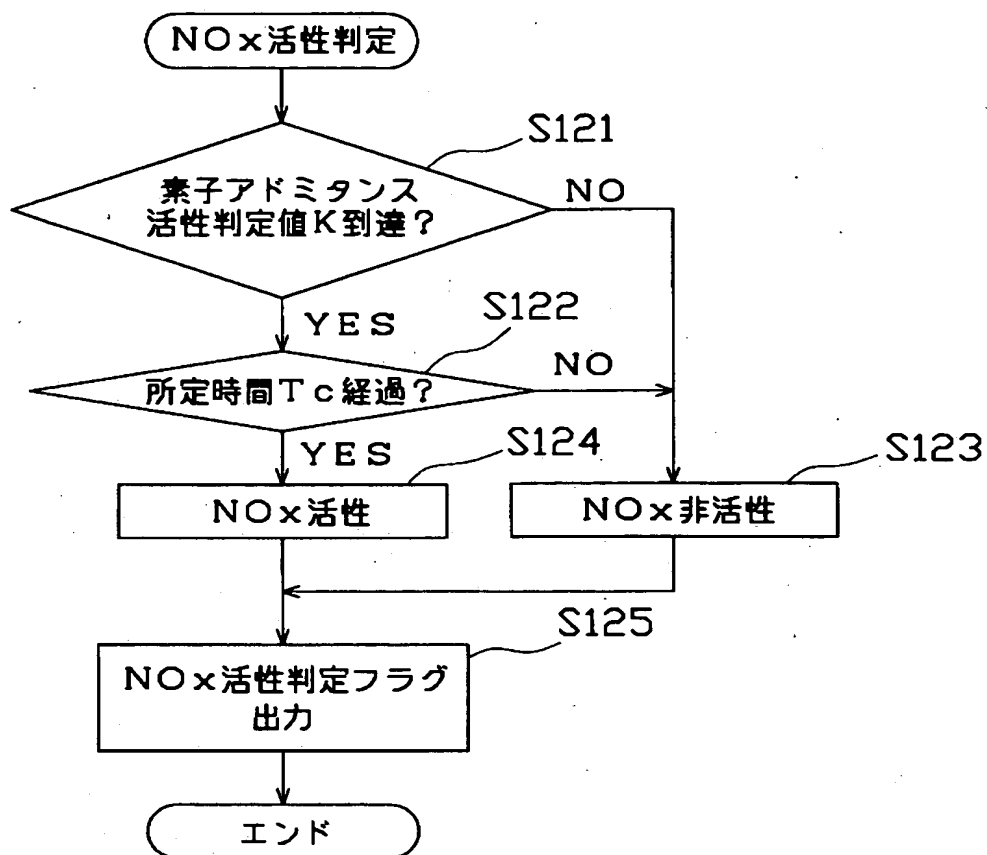 NOx活性判定
S121
素子アドミタンス
活性判定値K到達？
NO
YES
S122
所定時間Tc経過？
NO
YES
S124
NOx活性
S123
NOx非活性
S125
NOx活性判定フラグ
出力
エンド